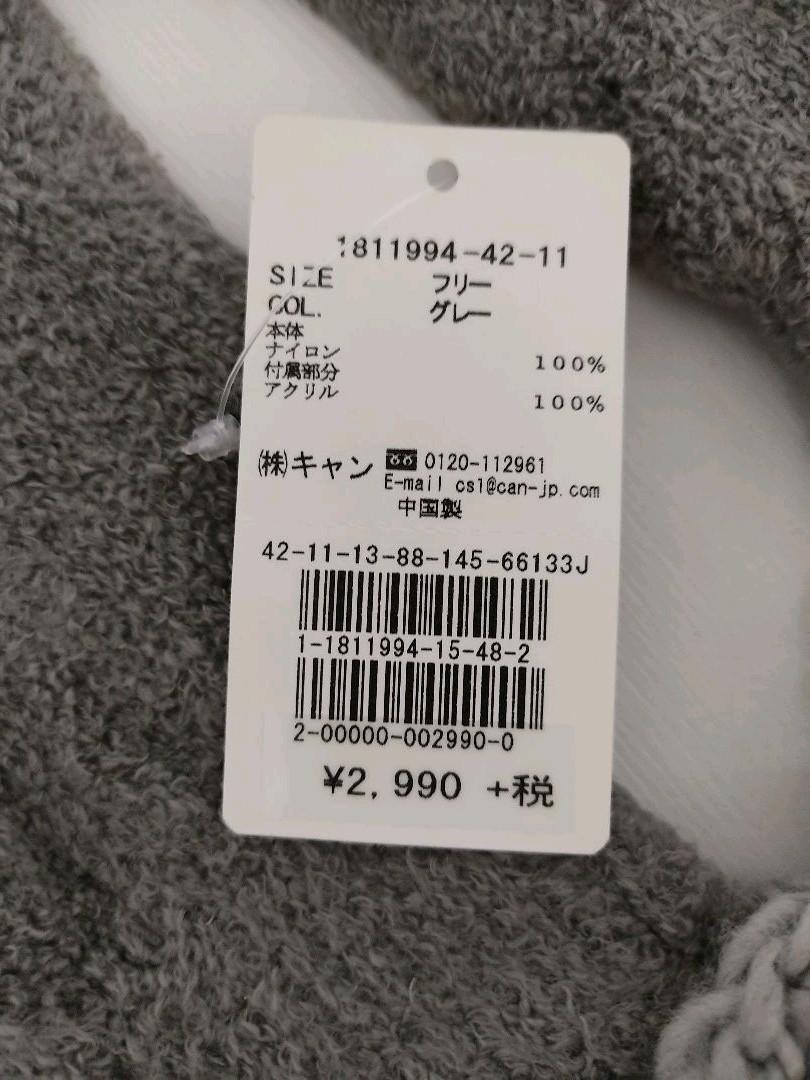 1811994-42-11
SIZE フリー
COL. グレー
本体
ナイロン 100%
付属部分
アクリル 100%
㈱キャン 0120-112961
E-mail cs1@can-jp.com
中国製
42-11-13-88-145-66133J
1-1811994-15-48-2
2-00000-002990-0
¥2,990 +税